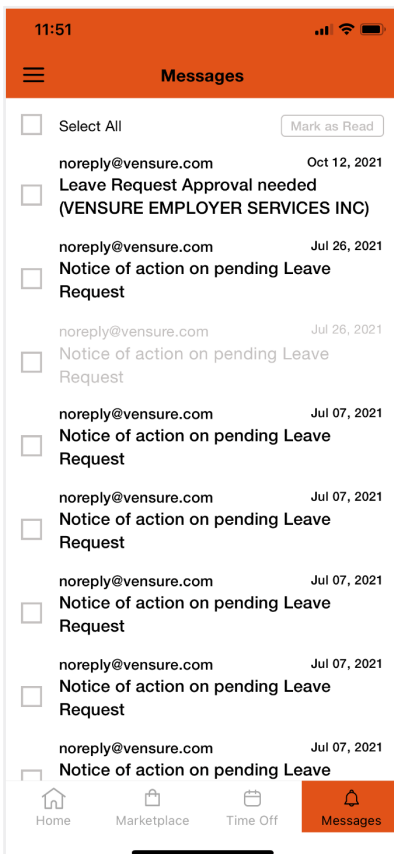 11:51
Messages
Select All
Mark as Read
noreply@vensure.com Oct 12, 2021
Leave Request Approval needed
(VENSURE EMPLOYER SERVICES INC)
noreply@vensure.com Jul 26, 2021
Notice of action on pending Leave
Request
noreply@vensure.com Jul 26, 2021
Notice of action on pending Leave
Request
noreply@vensure.com Jul 07, 2021
Notice of action on pending Leave
Request
noreply@vensure.com Jul 07, 2021
Notice of action on pending Leave
Request
noreply@vensure.com Jul 07, 2021
Notice of action on pending Leave
Request
noreply@vensure.com Jul 07, 2021
Notice of action on pending Leave
Request
noreply@vensure.com Jul 07, 2021
Notice of action on pending Leave
Home Marketplace Time Off Messages